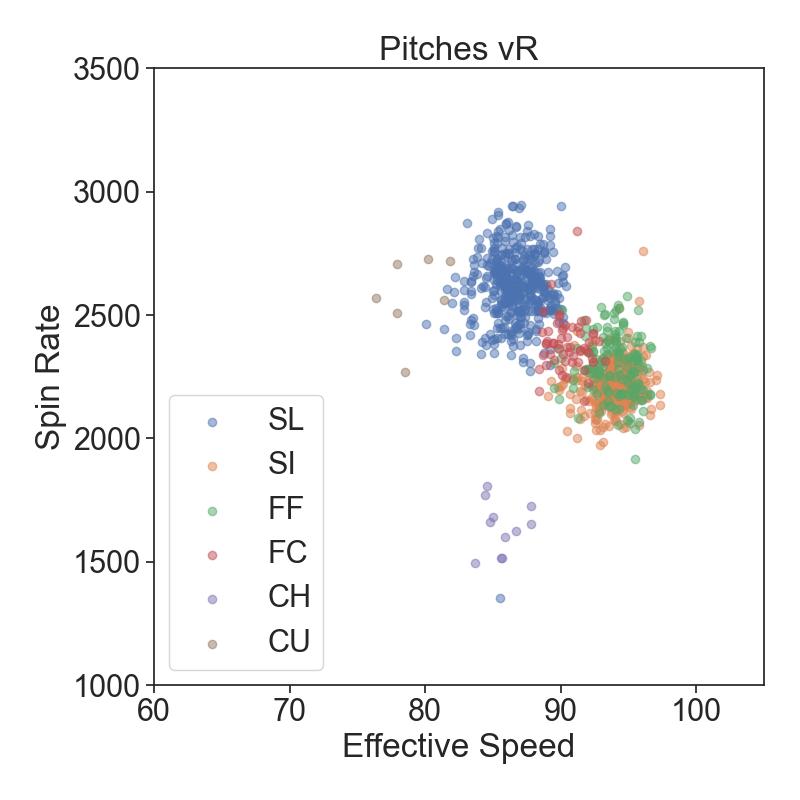 Pitches vR
3500
3000
2500
2000
1500
1000
Spin Rate
SL
SI
FF
FC
CH
CU
60 70 80 90 100
Effective Speed